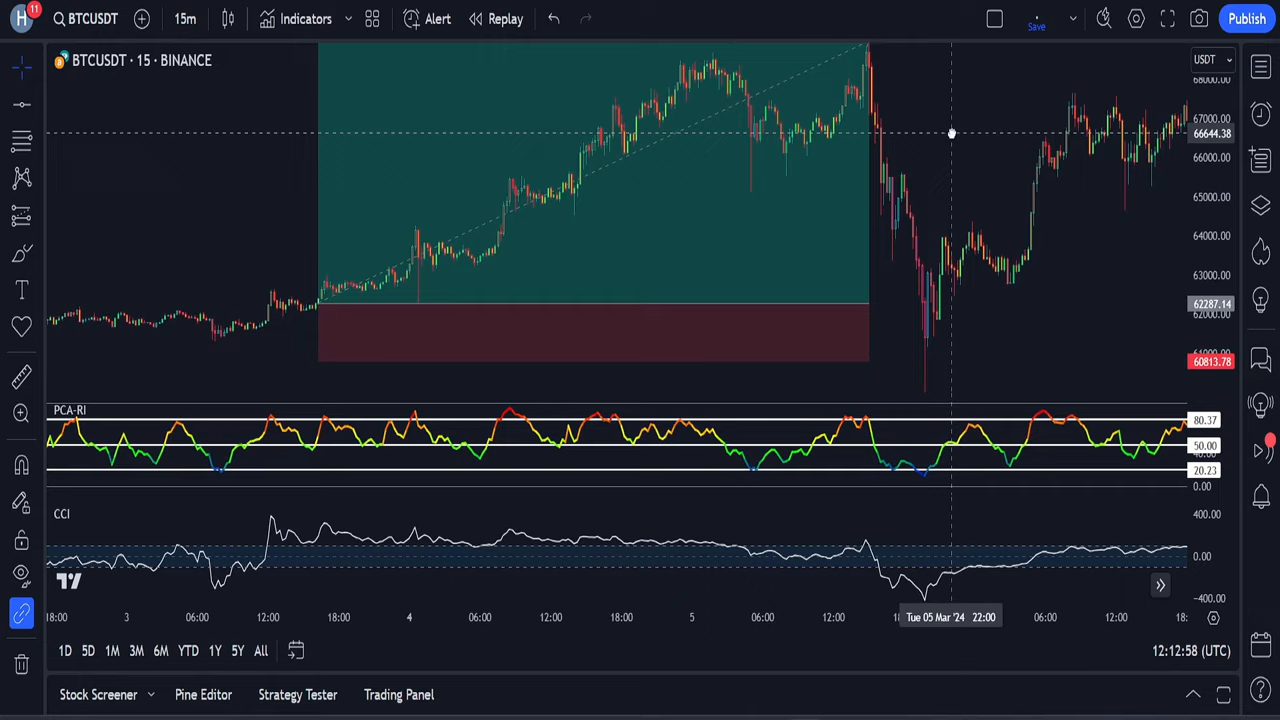 H 11 BTCUSDT 15m Indicators Alert Replay Save Publish
BTCUSDT · 15 · BINANCE
USDT
68000.00
67000.00
66644.38
66000.00
65000.00
64000.00
63000.00
62287.14
62000.00
60813.78
PCA-RI
80.37
50.00
20.23
0.00
CCI
400.00
0.00
−400.00
18:00 3 06:00 12:00 18:00 4 06:00 12:00 18:00 5 06:00 12:00 Tue 05 Mar '24 22:00 06:00 12:00 18:
1D 5D 1M 3M 6M YTD 1Y 5Y All 12:12:58 (UTC)
Stock Screener Pine Editor Strategy Tester Trading Panel